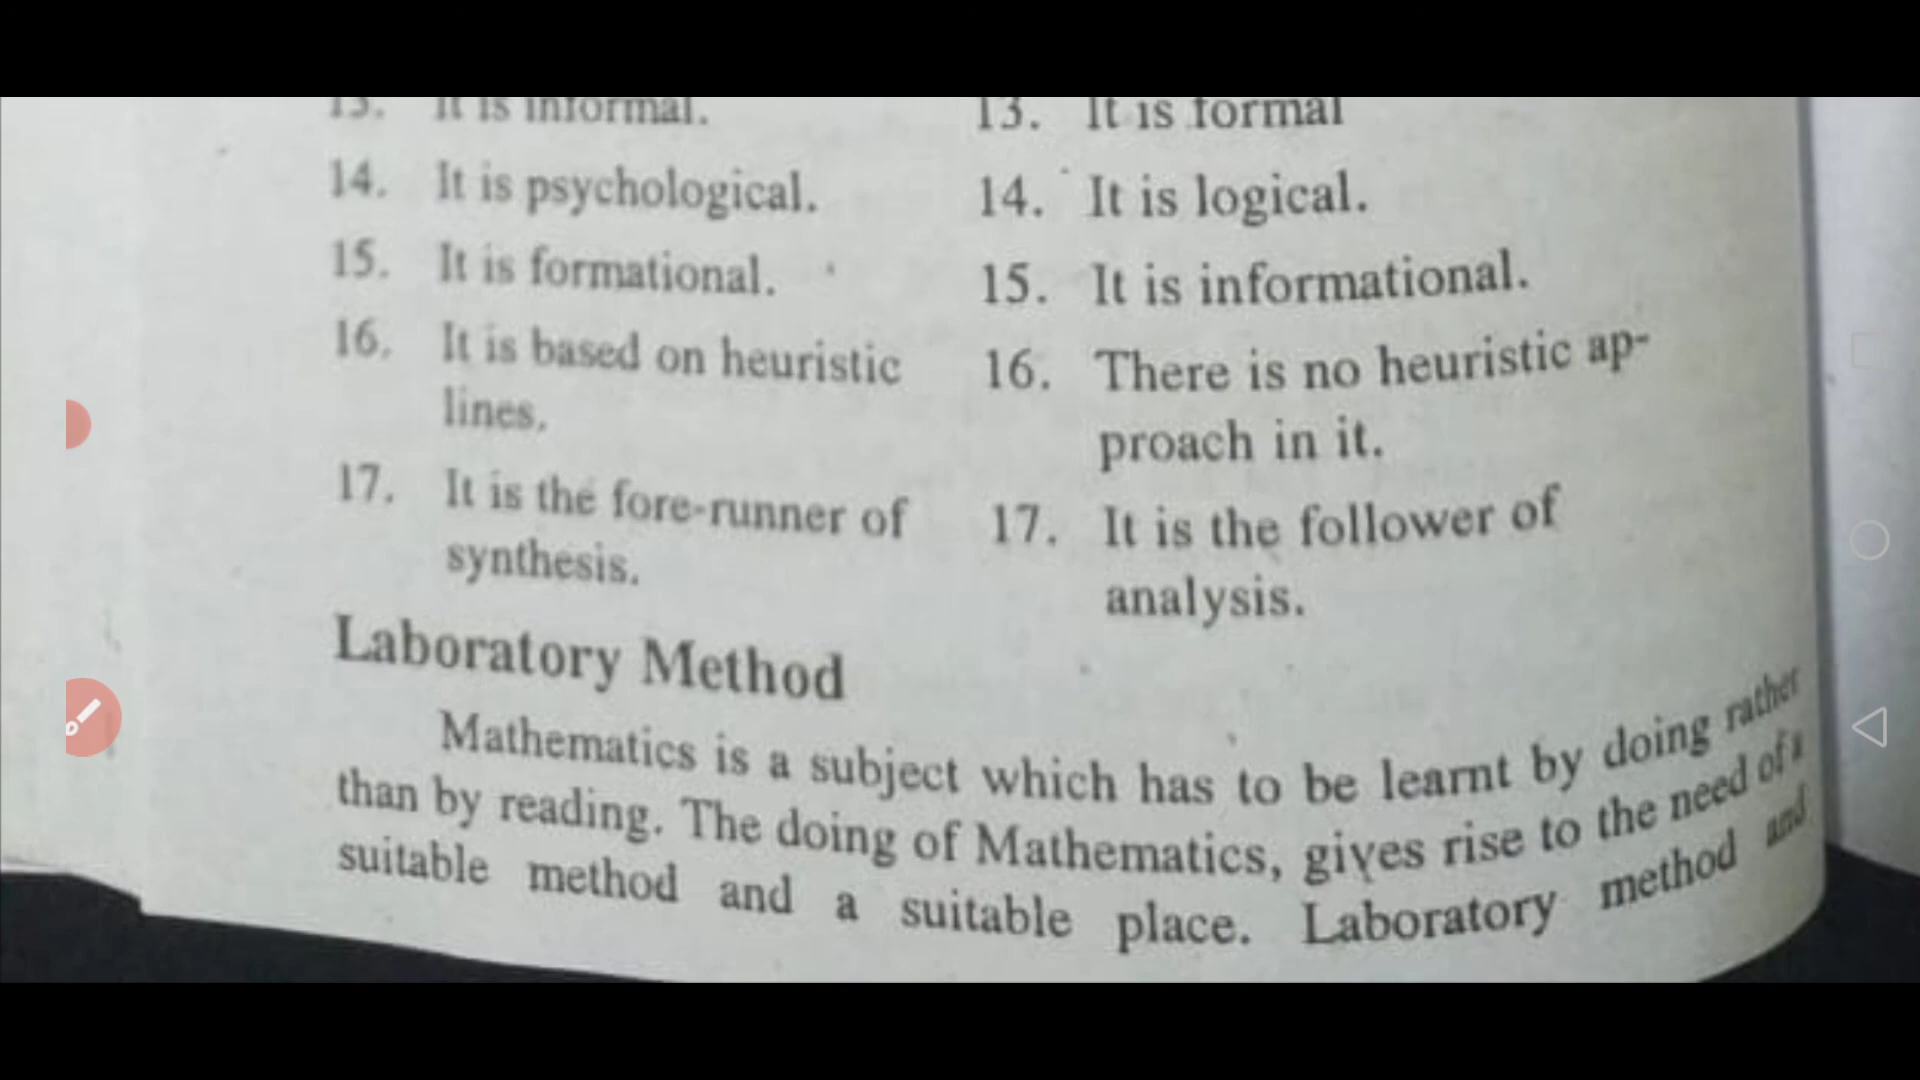 13. It is informal.
14. It is psychological.
15. It is formational.
16. It is based on heuristic
lines.
17. It is the fore-runner of
synthesis.
13. It is formal
14. It is logical.
15. It is informational.
16. There is no heuristic ap-
proach in it.
17. It is the follower of
analysis.
Laboratory Method
Mathematics is a subject which has to be learnt by doing rather
than by reading. The doing of Mathematics, gives rise to the need of a
suitable method and a suitable place. Laboratory method and